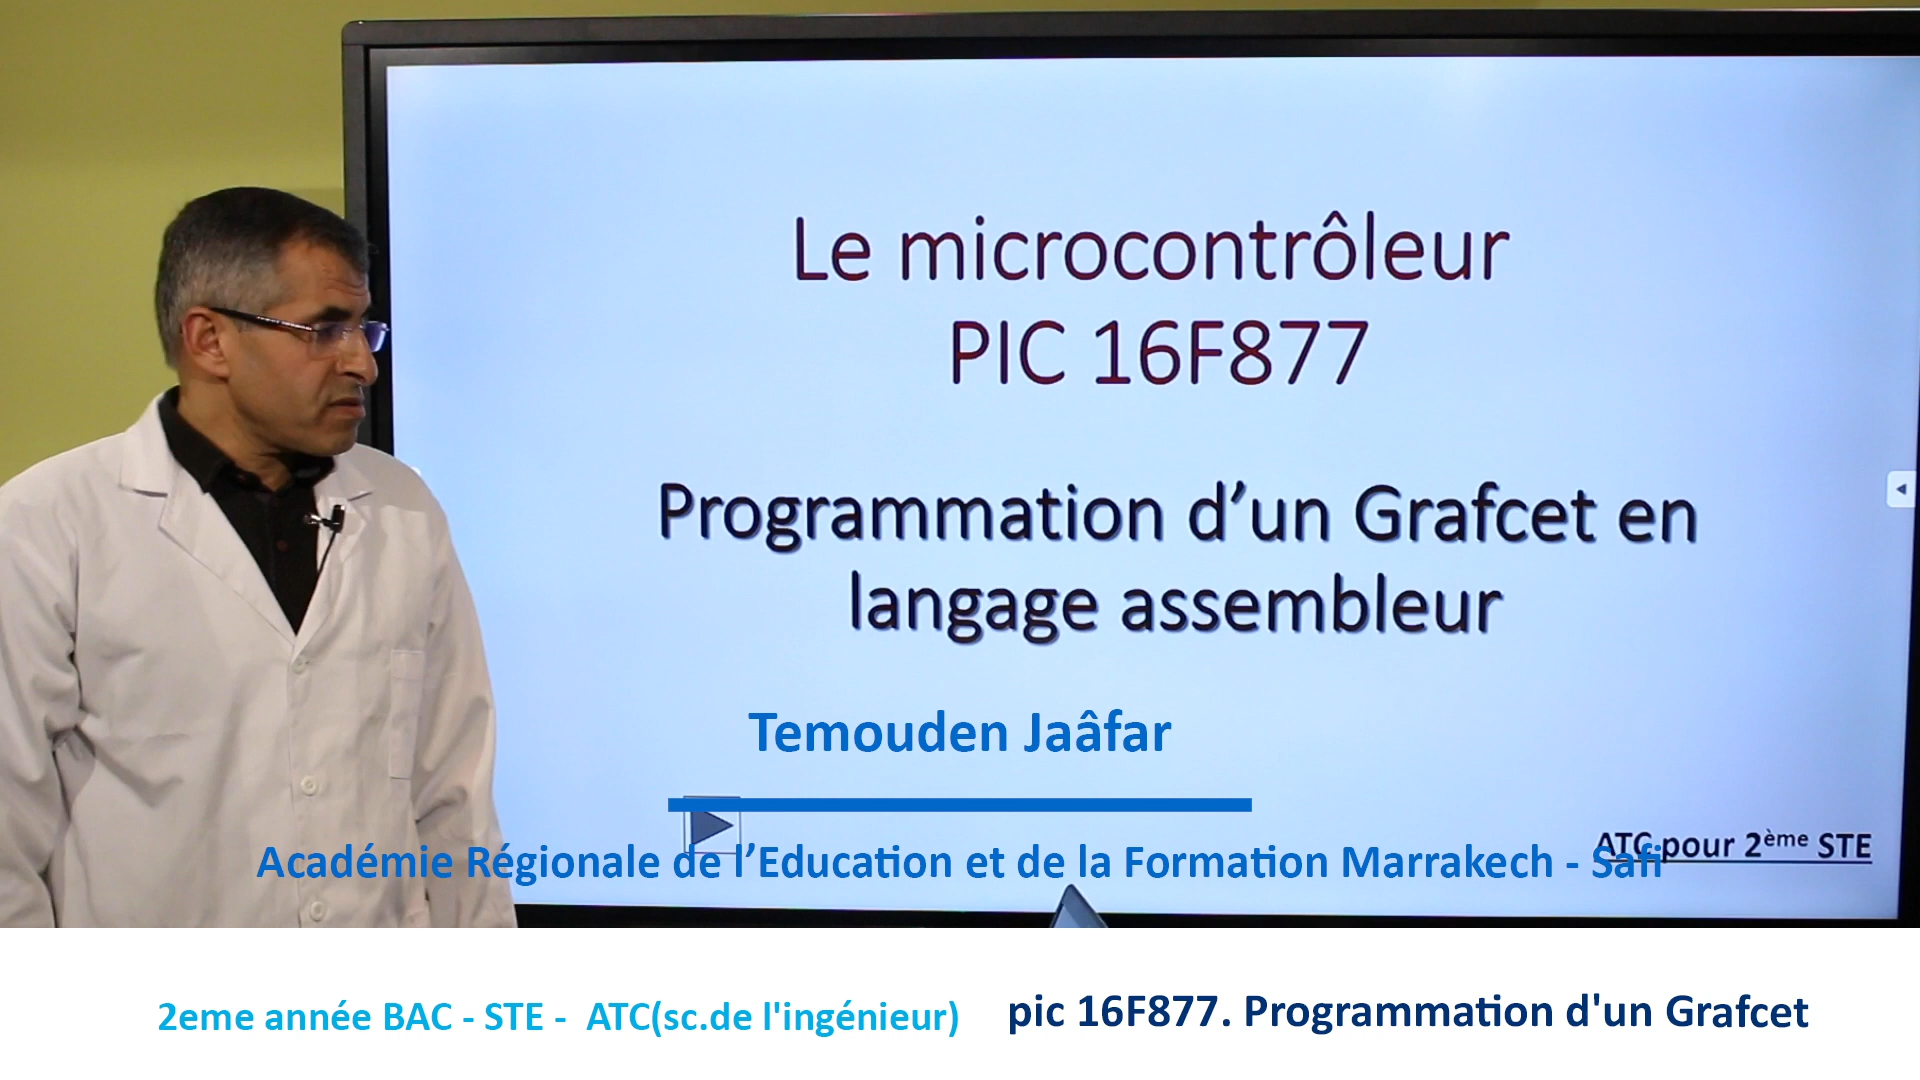 Le microcontrôleur
PIC 16F877
Programmation d’un Grafcet en
langage assembleur
Temouden Jaâfar
ATC pour 2ème STE
Académie Régionale de l’Education et de la Formation Marrakech - Safi
2eme année BAC - STE - ATC(sc.de l'ingénieur)
pic 16F877. Programmation d'un Grafcet